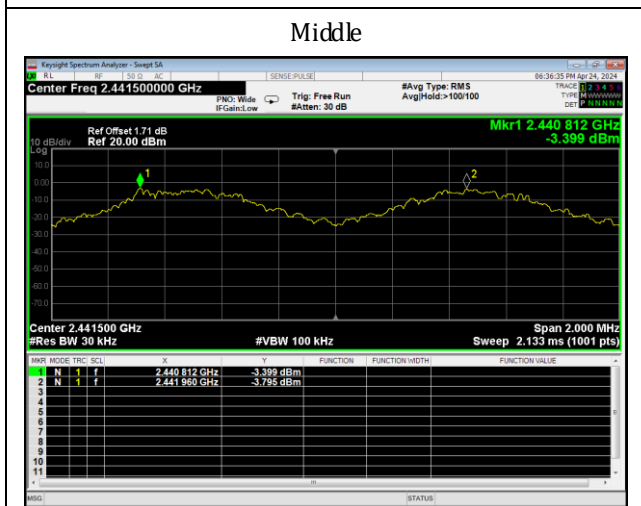 Middle
Keysight Spectrum Analyzer - Swept SA
RL RF 50 Ω AC SENSE:PULSE 06:36:35 PM Apr 24, 2024
Center Freq 2.441500000 GHz #Avg Type: RMS TRACE 1 2 3 4 5 6
PNO: Wide Trig: Free Run Avg|Hold:>100/100 TYPE M WWWWW
IFGain:Low #Atten: 30 dB DET P N N N N N
Mkr1 2.440 812 GHz
Ref Offset 1.71 dB
10 dB/div Ref 20.00 dBm -3.399 dBm
Log
10.0
1
2
0.00
-10.0
-20.0
-30.0
-40.0
-50.0
-60.0
-70.0
Center 2.441500 GHz Span 2.000 MHz
#Res BW 30 kHz #VBW 100 kHz Sweep 2.133 ms (1001 pts)
MKR MODE TRC SCL X Y FUNCTION FUNCTION WIDTH FUNCTION VALUE
1 N 1 f 2.440 812 GHz -3.399 dBm
2 N 1 f 2.441 960 GHz -3.795 dBm
3
4
5
6
7
8
9
10
11
MSG STATUS